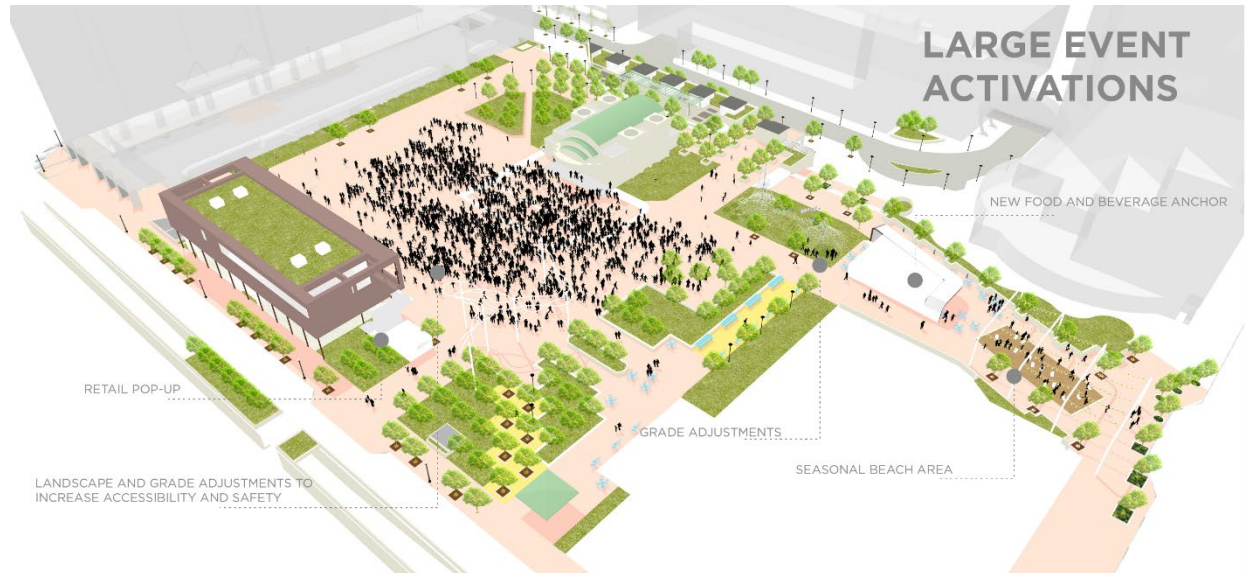 LARGE EVENT
ACTIVATIONS
NEW FOOD AND BEVERAGE ANCHOR
RETAIL POP-UP
GRADE ADJUSTMENTS
SEASONAL BEACH AREA
LANDSCAPE AND GRADE ADJUSTMENTS TO
INCREASE ACCESSIBILITY AND SAFETY